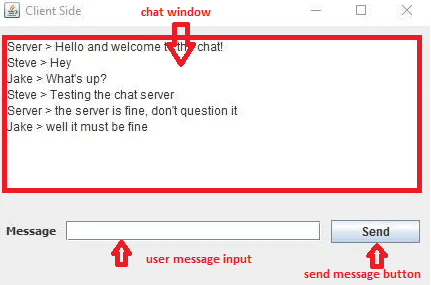 Client Side
chat window
Server > Hello and welcome to the chat!
Steve > Hey
Jake > What's up?
Steve > Testing the chat server
Server > the server is fine, don't question it
Jake > well it must be fine
Message
Send
user message input
send message button